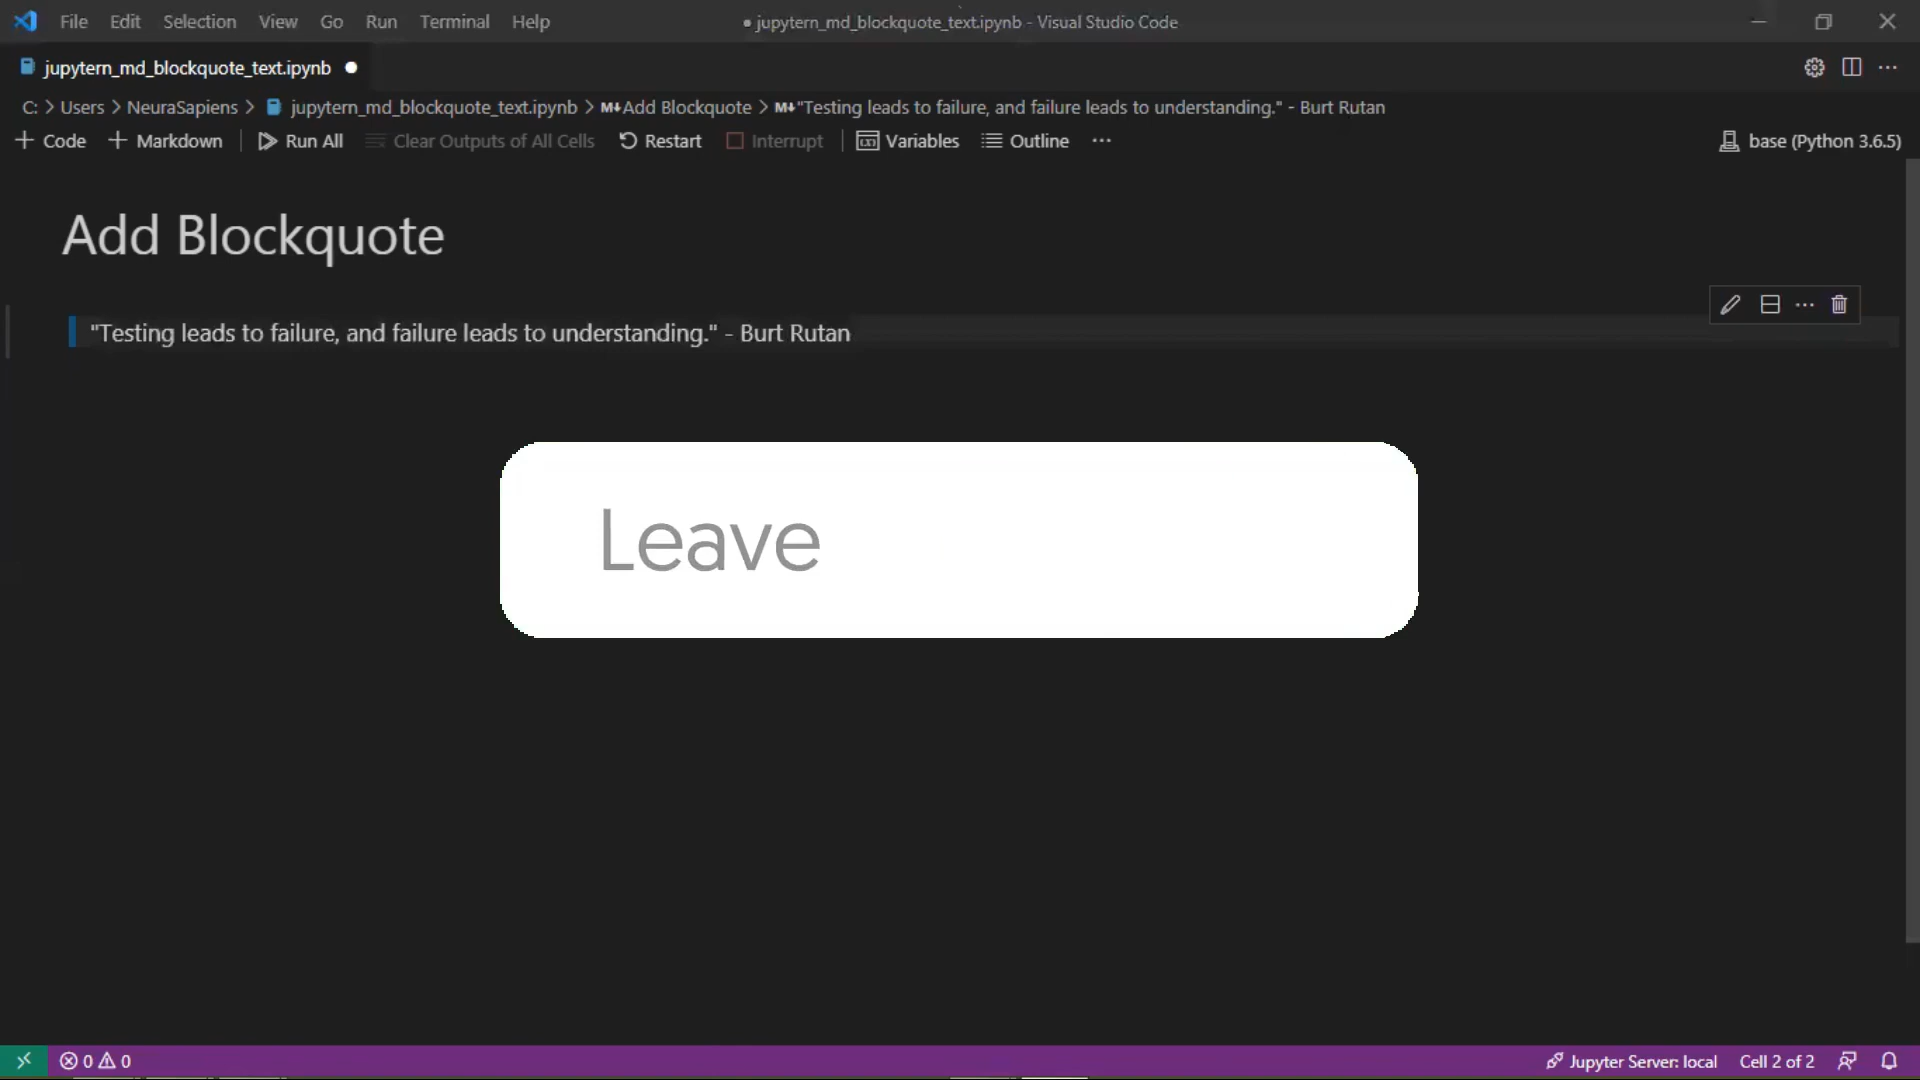 File Edit Selection View Go Run Terminal Help
● jupytern_md_blockquote_text.ipynb - Visual Studio Code
jupytern_md_blockquote_text.ipynb ●
C: > Users > NeuraSapiens > jupytern_md_blockquote_text.ipynb > M↓Add Blockquote > M↓"Testing leads to failure, and failure leads to understanding." - Burt Rutan
+ Code + Markdown Run All Clear Outputs of All Cells Restart Interrupt Variables Outline ··· base (Python 3.6.5)
Add Blockquote
"Testing leads to failure, and failure leads to understanding." - Burt Rutan
Leave
0 0 Jupyter Server: local Cell 2 of 2